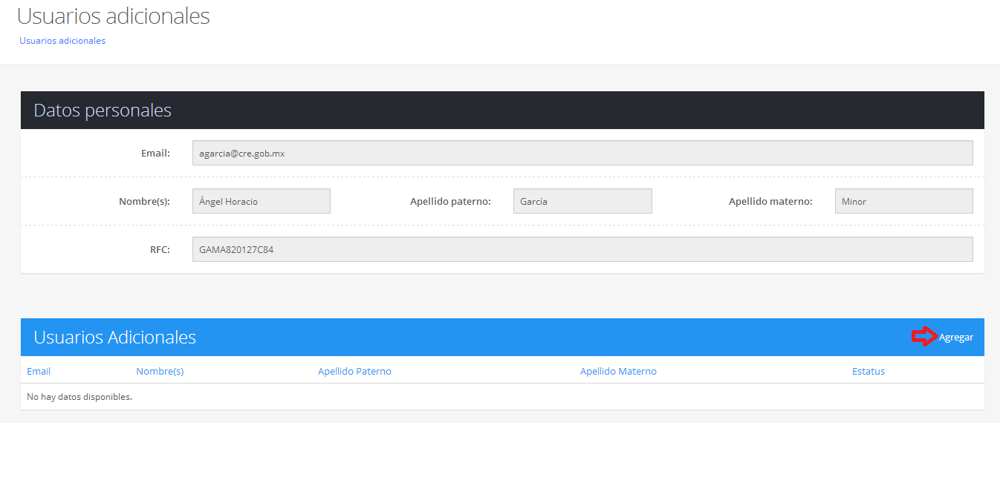 Usuarios adicionales
Usuarios adicionales
Datos personales
Email: agarcia@cre.gob.mx
Nombre(s): Ángel Horacio Apellido paterno: García Apellido materno: Minor
RFC: GAMA820127C84
Usuarios Adicionales Agregar
Email Nombre(s) Apellido Paterno Apellido Materno Estatus
No hay datos disponibles.